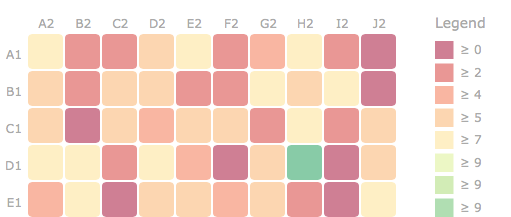 A2 B2 C2 D2 E2 F2 G2 H2 I2 J2
Legend
A1
B1
C1
D1
E1
≥ 0
≥ 2
≥ 4
≥ 5
≥ 7
≥ 9
≥ 9
≥ 9